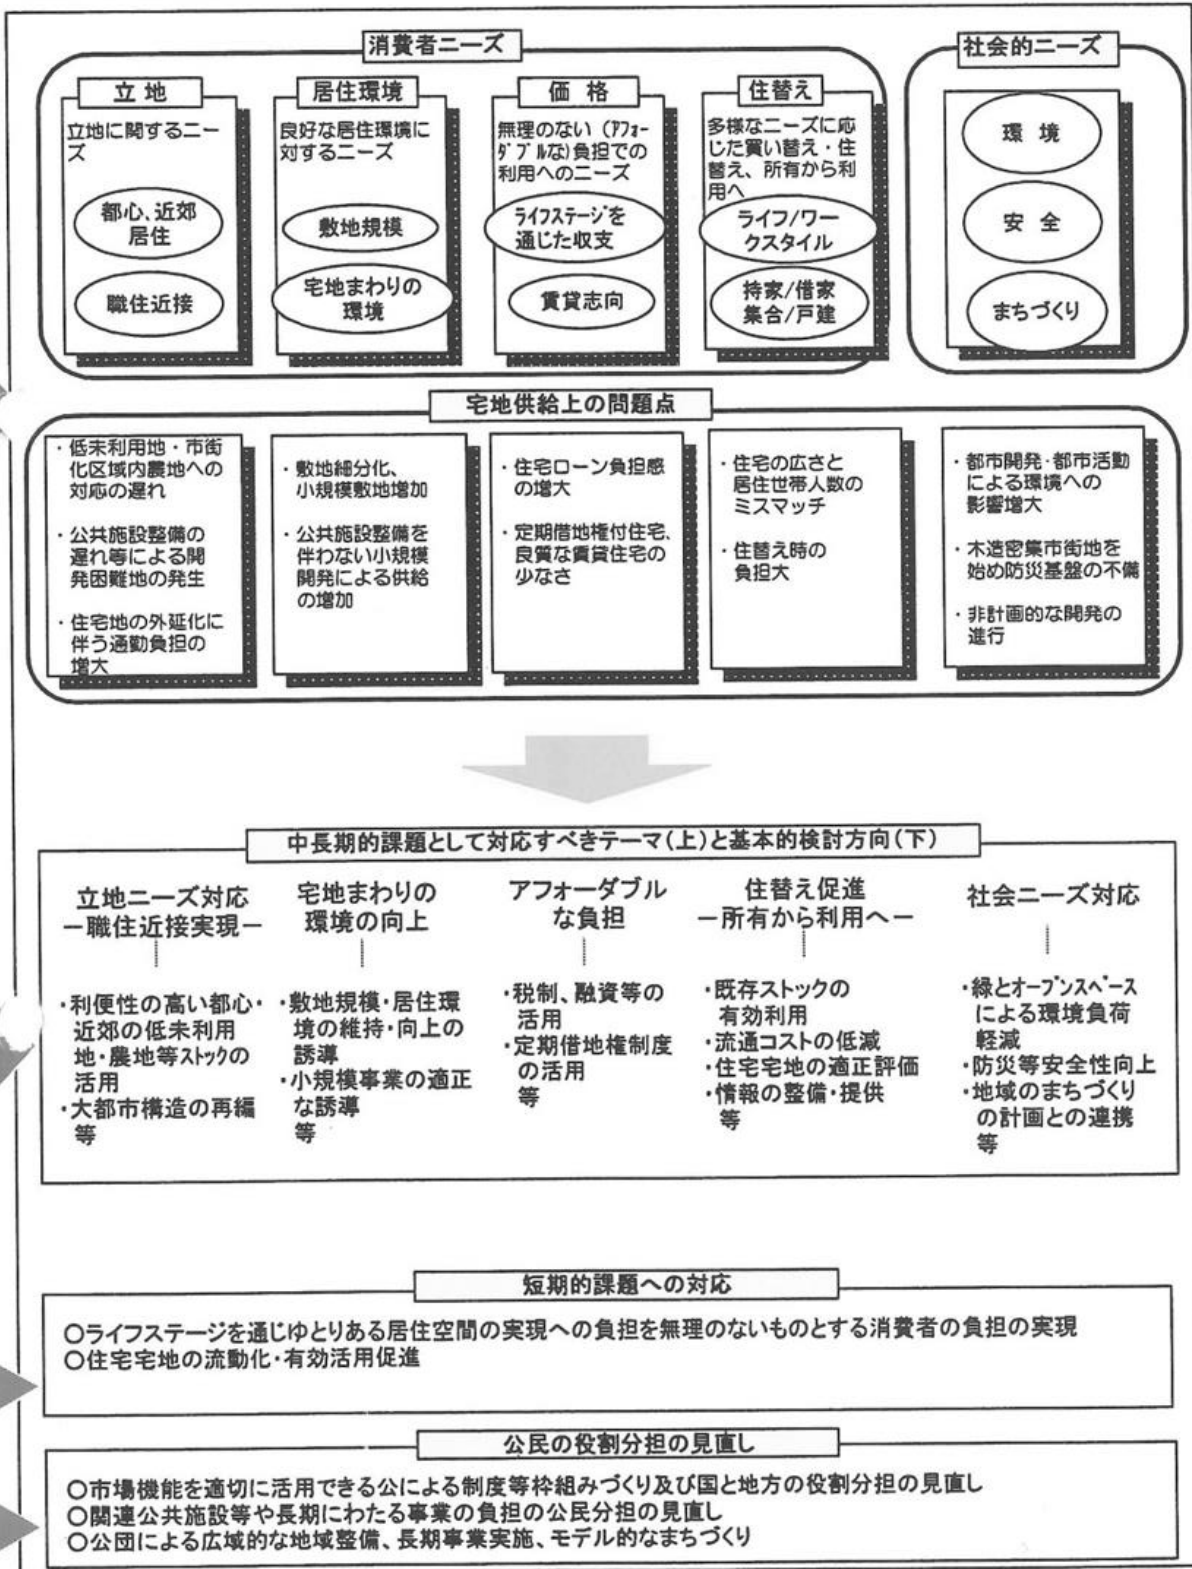 消費者ニーズ
立 地
立地に関するニー
ズ
都心、近郊
居住
職住近接
居住環境
良好な居住環境に
対するニーズ
敷地規模
宅地まわりの
環境
価 格
無理のない（ｱﾌｫｰ
ﾀﾞﾌﾞﾙな)負担での
利用へのニーズ
ﾗｲﾌｽﾃｰｼﾞを
通じた収支
賃貸志向
住替え
多様なニーズに応
じた買い替え・住
替え、所有から利
用へ
ライフ/ワー
クスタイル
持家/借家
集合/戸建
社会的ニーズ
環 境
安 全
まちづくり
宅地供給上の問題点
・低未利用地・市街
化区域内農地への
対応の遅れ
・公共施設整備の
遅れ等による開
発困難地の発生
・住宅地の外延化に
伴う通勤負担の
増大
・敷地細分化、
小規模敷地増加
・公共施設整備を
伴わない小規模
開発による供給
の増加
・住宅ローン負担感
の増大
・定期借地権付住宅、
良質な賃貸住宅の
少なさ
・住宅の広さと
居住世帯人数の
ミスマッチ
・住替え時の
負担大
・都市開発・都市活動
による環境への
影響増大
・木造密集市街地を
始め防災基盤の不備
・非計画的な開発の
進行
中長期的課題として対応すべきテーマ(上)と基本的検討方向(下)
立地ニーズ対応
－職住近接実現－
・利便性の高い都心・
近郊の低未利用
地・農地等ｽﾄｯｸの
活用
・大都市構造の再編
等
宅地まわりの
環境の向上
・敷地規模・居住環
境の維持・向上の
誘導
・小規模事業の適正
な誘導
等
アフォーダブル
な負担
・税制、融資等の
活用
・定期借地権制度
の活用
等
住替え促進
－所有から利用へ－
・既存ストックの
有効利用
・流通コストの低減
・住宅宅地の適正評価
・情報の整備・提供
等
社会ニーズ対応
・緑とｵｰﾌﾟﾝｽﾍﾟｰｽ
による環境負荷
軽減
・防災等安全性向上
・地域のまちづくり
の計画との連携
等
短期的課題への対応
○ライフステージを通じゆとりある居住空間の実現への負担を無理のないものとする消費者の負担の実現
○住宅宅地の流動化・有効活用促進
公民の役割分担の見直し
○市場機能を適切に活用できる公による制度等枠組みづくり及び国と地方の役割分担の見直し
○関連公共施設等や長期にわたる事業の負担の公民分担の見直し
○公団による広域的な地域整備、長期事業実施、モデル的なまちづくり